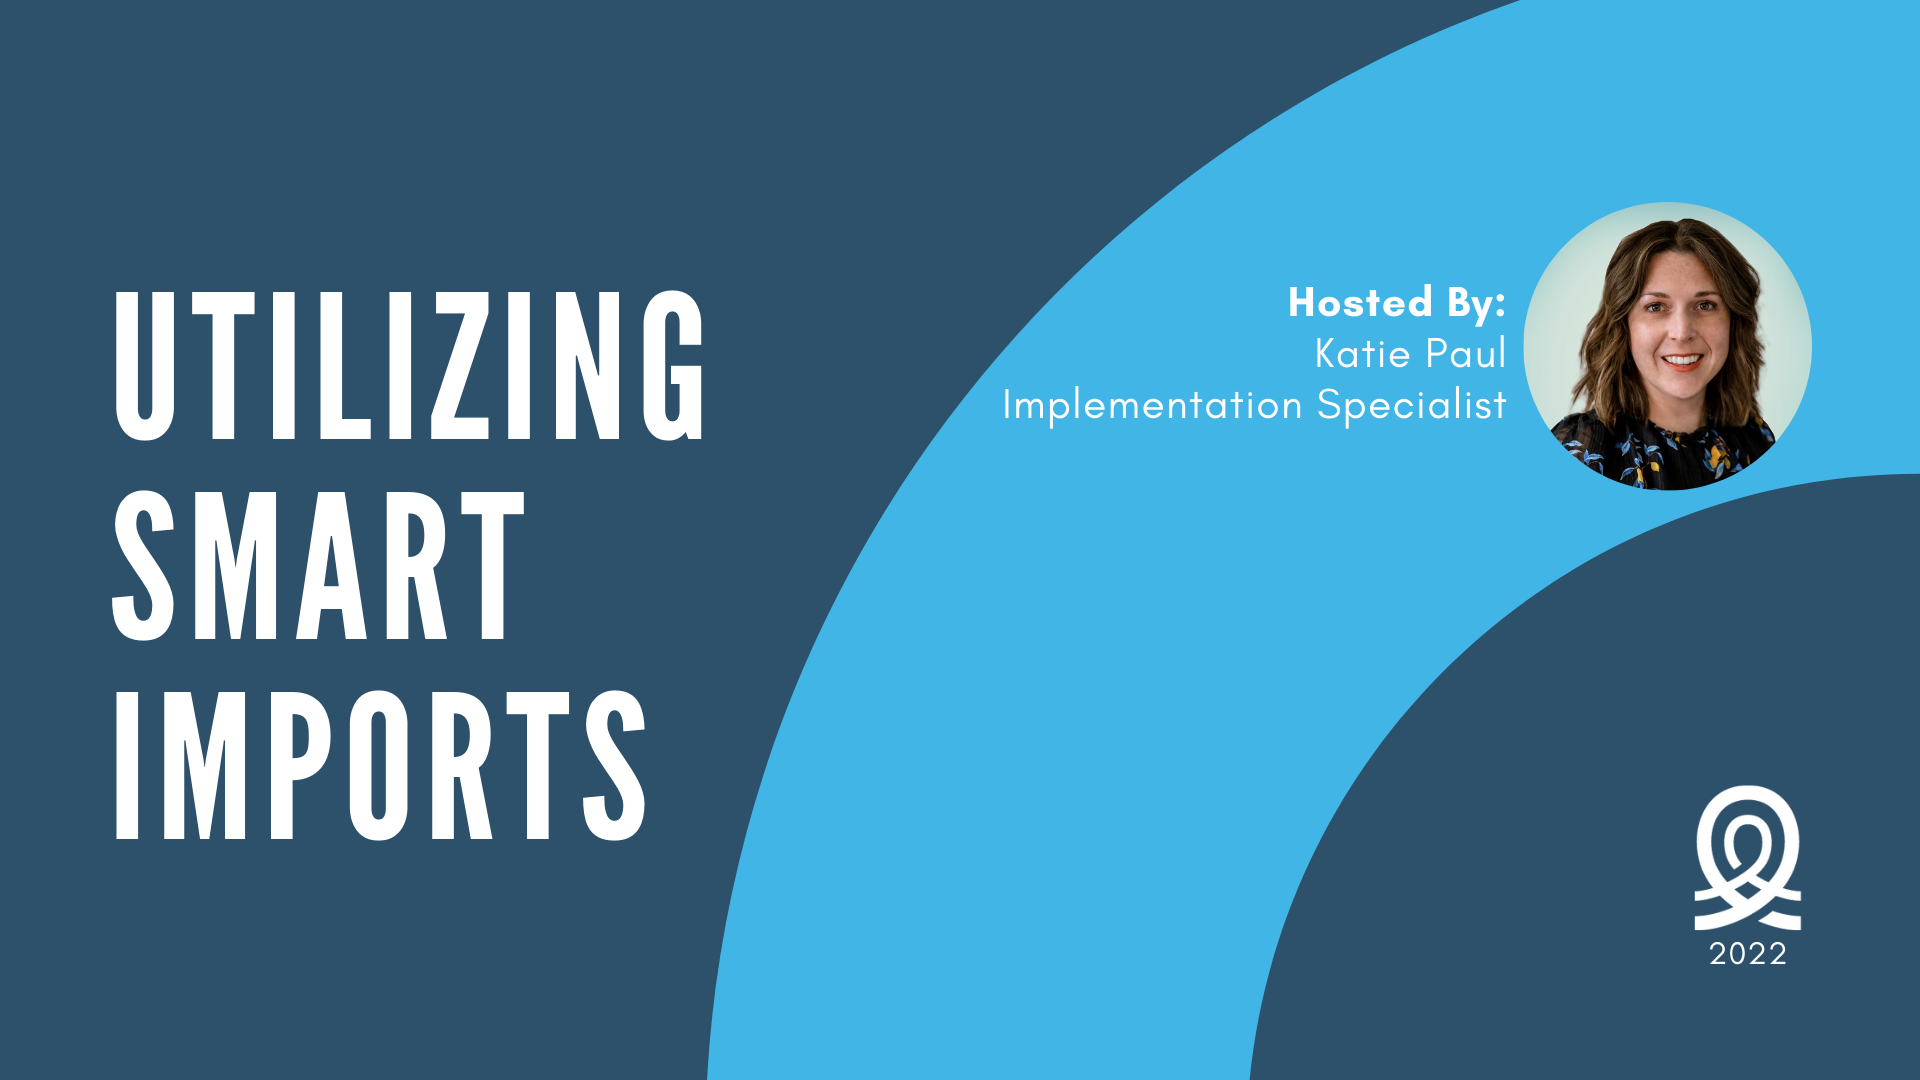 UTILIZING
SMART
IMPORTS
Hosted By:
Katie Paul
Implementation Specialist
2022